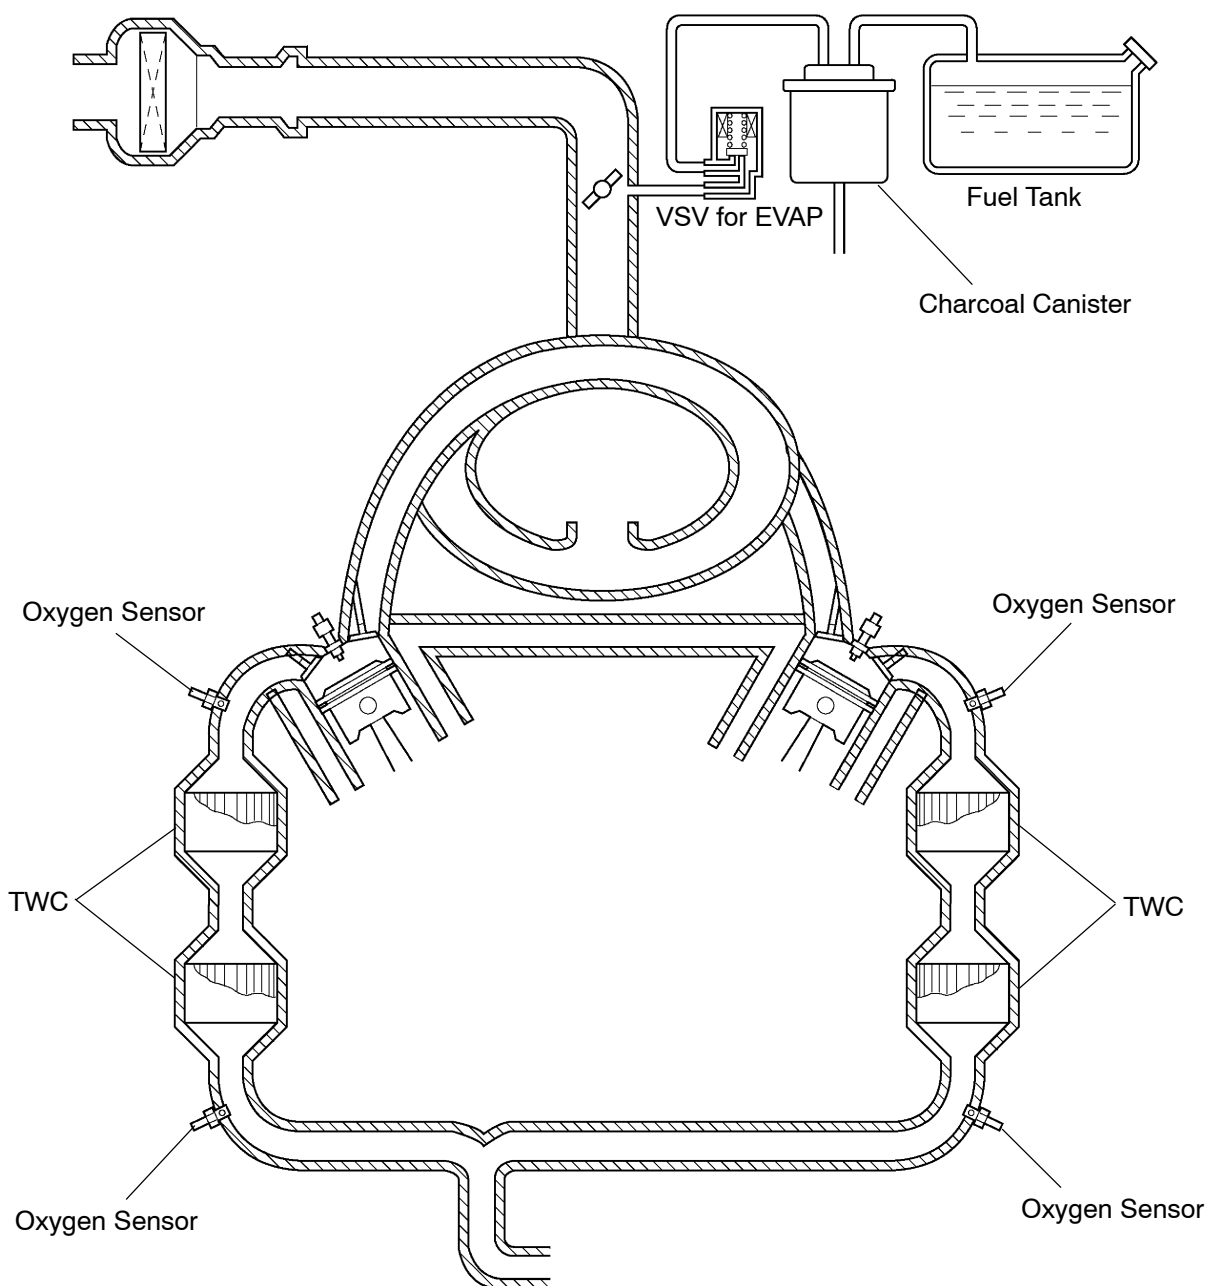 Fuel Tank
VSV for EVAP
Charcoal Canister
Oxygen Sensor
Oxygen Sensor
TWC
TWC
Oxygen Sensor
Oxygen Sensor